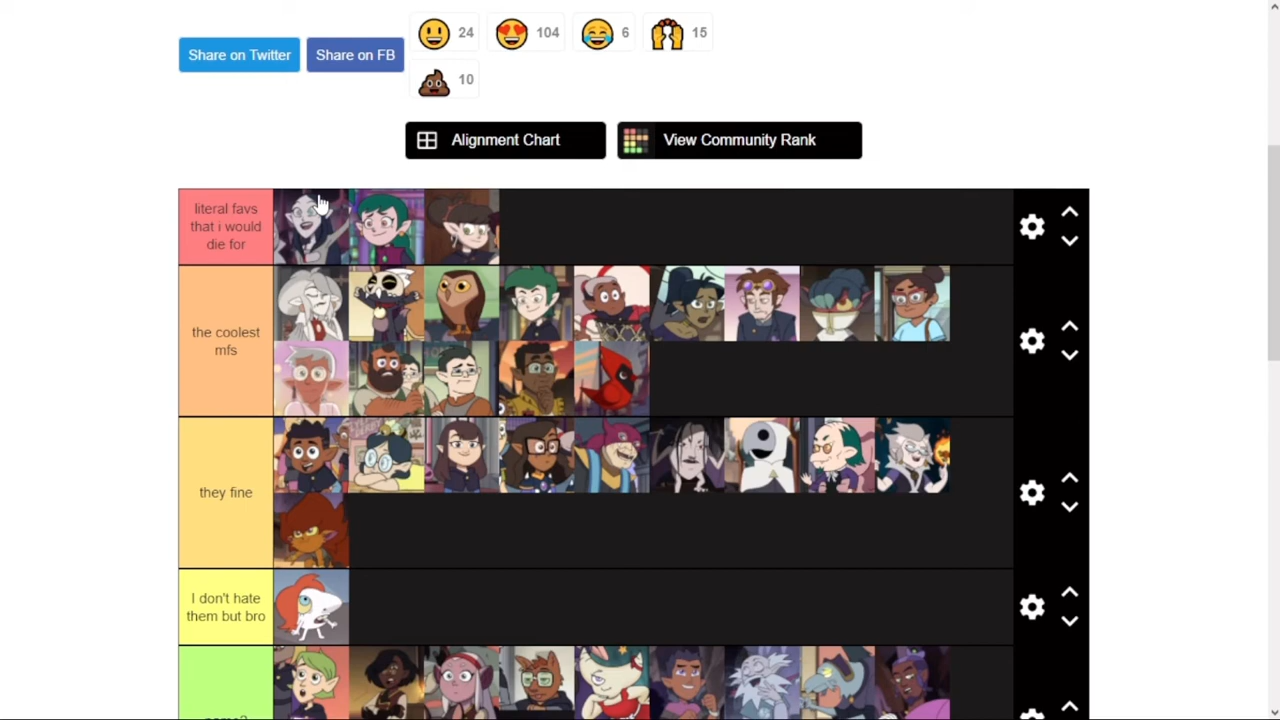 24
104
6
15
Share on Twitter
Share on FB
10
Alignment Chart
View Community Rank
literal favs
that i would
die for
the coolest
mfs
they fine
I don't hate
them but bro